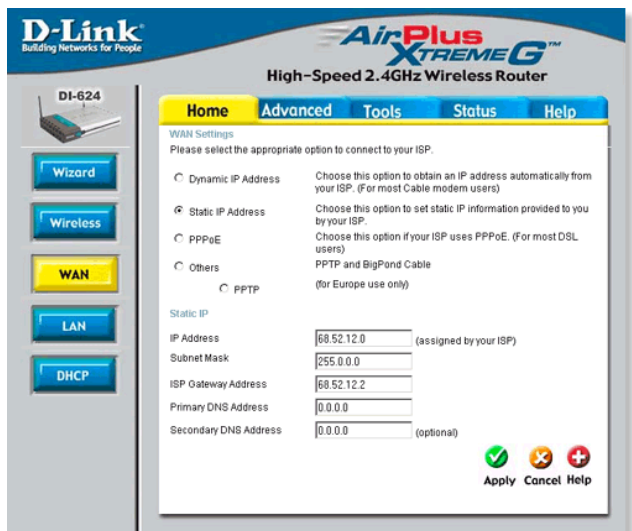 D-Link®
Building Networks for People
AirPlus
XTREME G™
High-Speed 2.4GHz Wireless Router
DI-624
Home Advanced Tools Status Help
Wizard
Wireless
WAN
LAN
DHCP
WAN Settings
Please select the appropriate option to connect to your ISP.
Dynamic IP Address Choose this option to obtain an IP address automatically from
your ISP. (For most Cable modem users)
Static IP Address Choose this option to set static IP information provided to you
by your ISP.
PPPoE Choose this option if your ISP uses PPPoE. (For most DSL
users)
Others PPTP and BigPond Cable
PPTP (for Europe use only)
Static IP
IP Address 68.52.12.0 (assigned by your ISP)
Subnet Mask 255.0.0.0
ISP Gateway Address 68.52.12.2
Primary DNS Address 0.0.0.0
Secondary DNS Address 0.0.0.0 (optional)
Apply Cancel Help